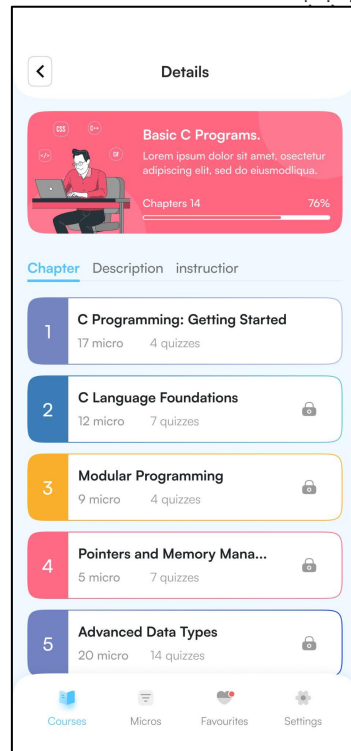 Details
CSS
C++
</>
C#
Basic C Programs.
Lorem ipsum dolor sit amet, osectetur
adipiscing elit, sed do eiusmodliqua.
Chapters 14 76%
Chapter Description instructior
1 C Programming: Getting Started
17 micro 4 quizzes
2 C Language Foundations
12 micro 7 quizzes
3 Modular Programming
9 micro 4 quizzes
4 Pointers and Memory Mana...
5 micro 7 quizzes
5 Advanced Data Types
20 micro 14 quizzes
Courses Micros Favourites Settings